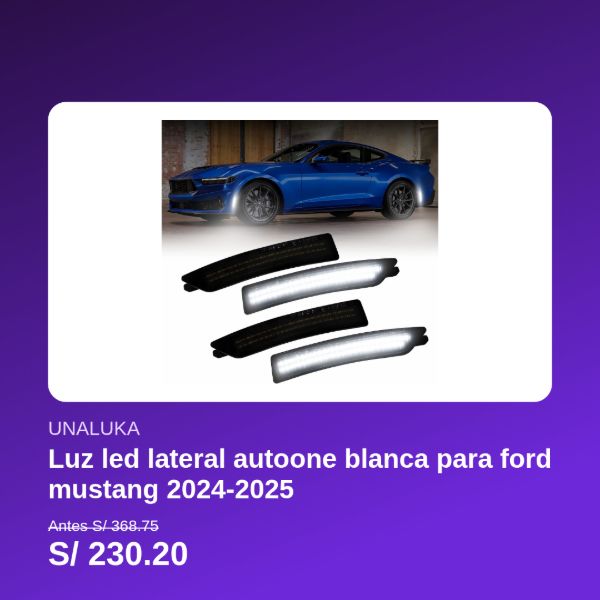 UNALUKA
Luz led lateral autoone blanca para ford
mustang 2024-2025
Antes S/ 368.75
S/ 230.20